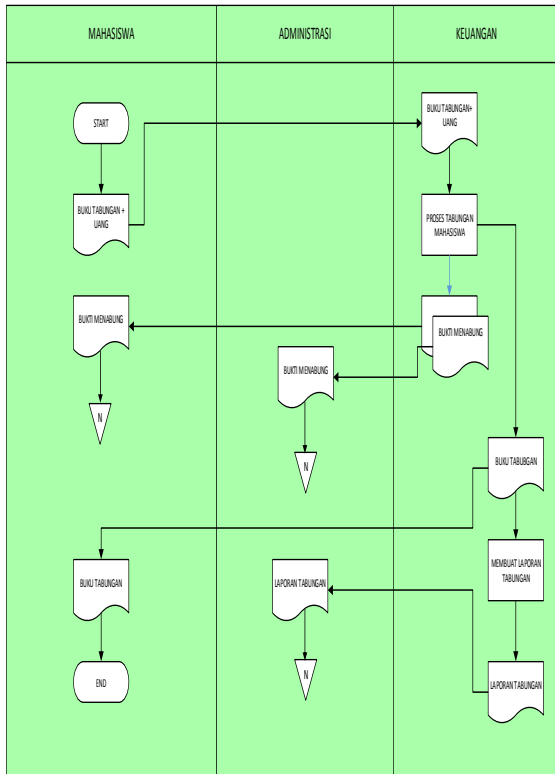 MAHASISWA
ADMINISTRASI
KEUANGAN
START
BUKU TABUNGAN+
UANG
BUKU TABUNGAN +
UANG
PROSES TABUNGAN
MAHASISWA
BUKTI MENABUNG
BUKTI MENABUNG
BUKTI MENABUNG
N
N
BUKU TABUBGAN
BUKU TABUNGAN
LAPORAN TABUNGAN
MEMBUAT LAPORAN
TABUNGAN
END
N
LAPORAN TABUNGAN